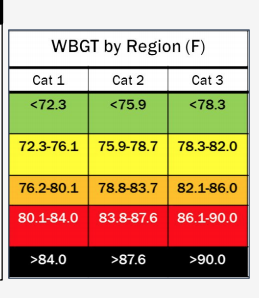 WBGT by Region (F)
Cat 1 Cat 2 Cat 3
<72.3 <75.9 <78.3
72.3-76.1 75.9-78.7 78.3-82.0
76.2-80.1 78.8-83.7 82.1-86.0
80.1-84.0 83.8-87.6 86.1-90.0
>84.0 >87.6 >90.0